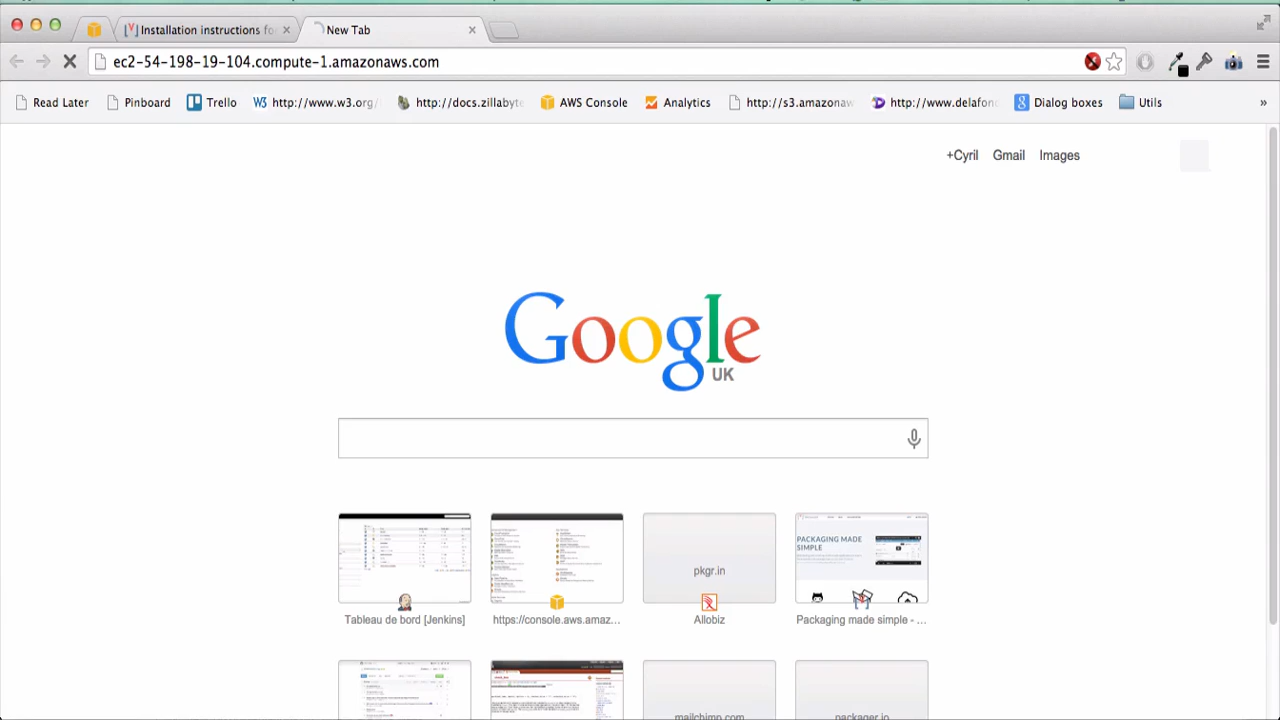 Installation instructions fo
New Tab
ec2-54-198-19-104.compute-1.amazonaws.com
Read Later
Pinboard
Trello
http://www.w3.org/
http://docs.zillabyte
AWS Console
Analytics
http://s3.amazonaw
http://www.delafon
Dialog boxes
Utils
»
+Cyril Gmail Images
Google
UK
PACKAGING MADE
SIMPLE
pkgr.in
Tableau de bord [Jenkins]
https://console.aws.amaz...
Allobiz
Packaging made simple - ...
mailchimp.com
packager.io